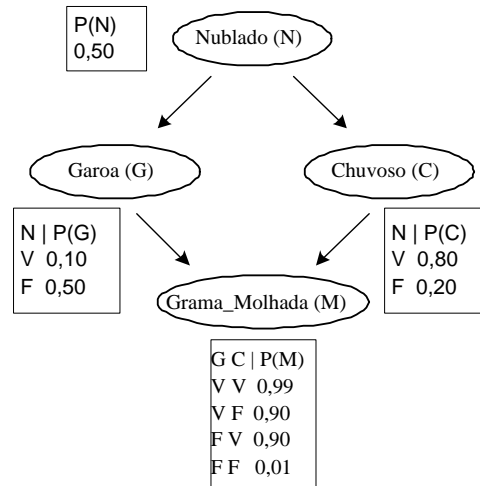 P(N)
0,50
Nublado (N)
Garoa (G)
Chuvoso (C)
N | P(G)
V 0,10
F 0,50
N | P(C)
V 0,80
F 0,20
Grama_Molhada (M)
G C | P(M)
V V 0,99
V F 0,90
F V 0,90
F F 0,01